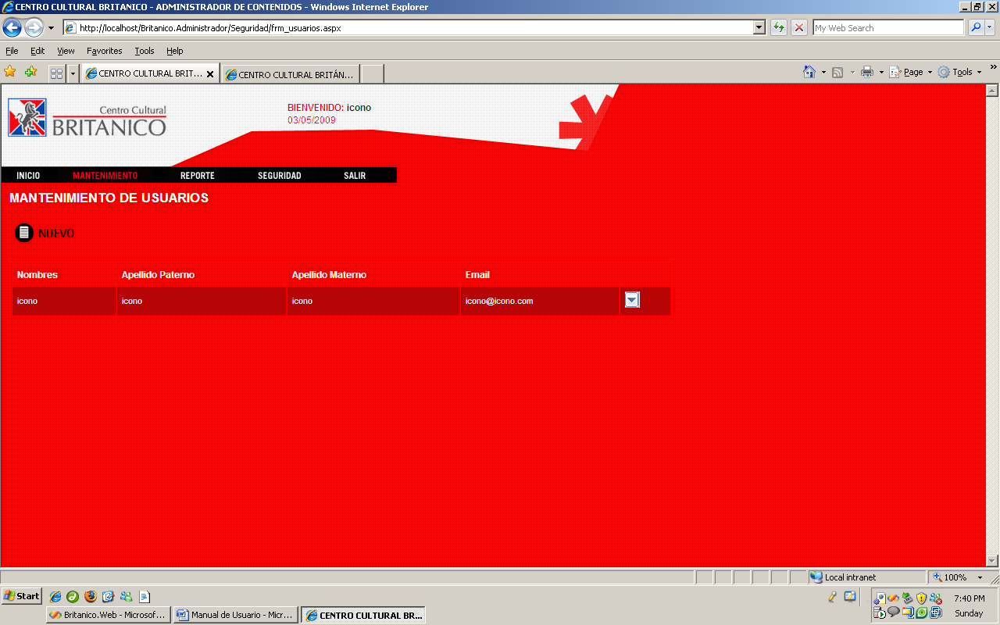 CENTRO CULTURAL BRITANICO - ADMINISTRADOR DE CONTENIDOS - Windows Internet Explorer
http://localhost/Britanico.Administrador/Seguridad/frm_usuarios.aspx
My Web Search
File Edit View Favorites Tools Help
CENTRO CULTURAL BRIT... CENTRO CULTURAL BRITÁN...
Page Tools
Centro Cultural
BRITANICO
BIENVENIDO: icono
03/05/2009
INICIO MANTENIMIENTO REPORTE SEGURIDAD SALIR
MANTENIMIENTO DE USUARIOS
NUEVO
Nombres Apellido Paterno Apellido Materno Email
icono icono icono icono@icono.com
Local intranet 100%
Start
7:40 PM
Britanico.Web - Microsof... Manual de Usuario - Micr... CENTRO CULTURAL BR...
Sunday